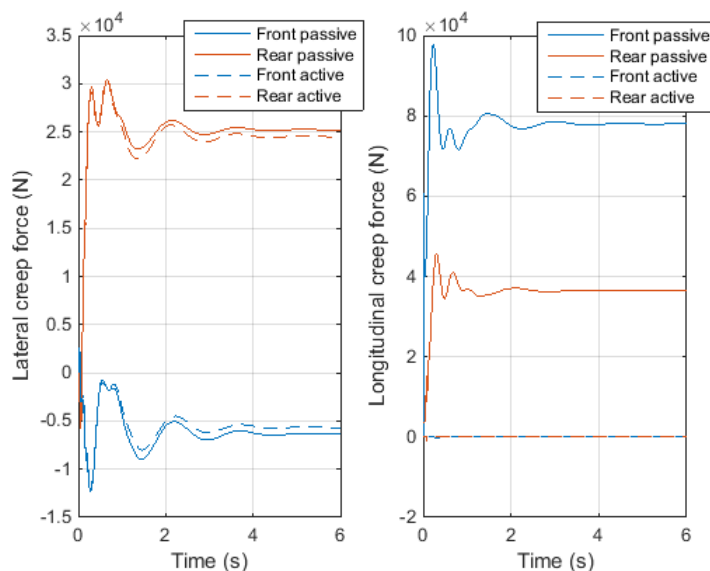 ×10⁴
3.5
3
2.5
2
1.5
1
0.5
0
-0.5
-1
-1.5
0
2
4
6
Time (s)
Lateral creep force (N)
Front passive
Rear passive
Front active
Rear active
×10⁴
10
8
6
4
2
0
-2
0
2
4
6
Time (s)
Longitudinal creep force (N)
Front passive
Rear passive
Front active
Rear active